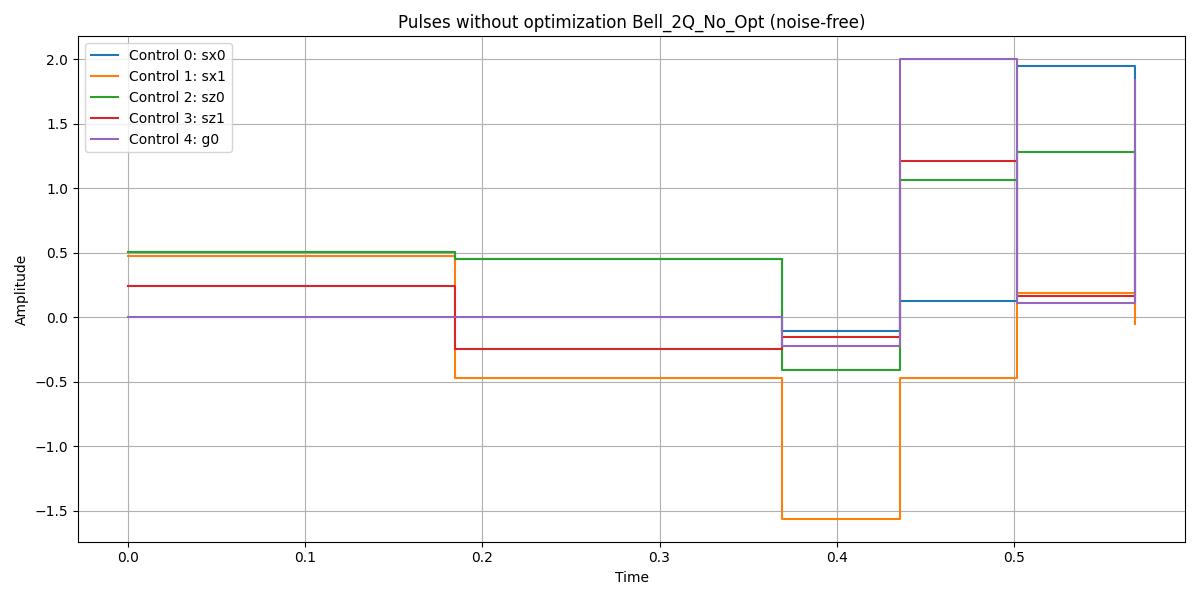 Pulses without optimization Bell_2Q_No_Opt (noise-free)
Control 0: sx0
Control 1: sx1
Control 2: sz0
Control 3: sz1
Control 4: g0
Amplitude
2.0
1.5
1.0
0.5
0.0
−0.5
−1.0
−1.5
0.0 0.1 0.2 0.3 0.4 0.5
Time